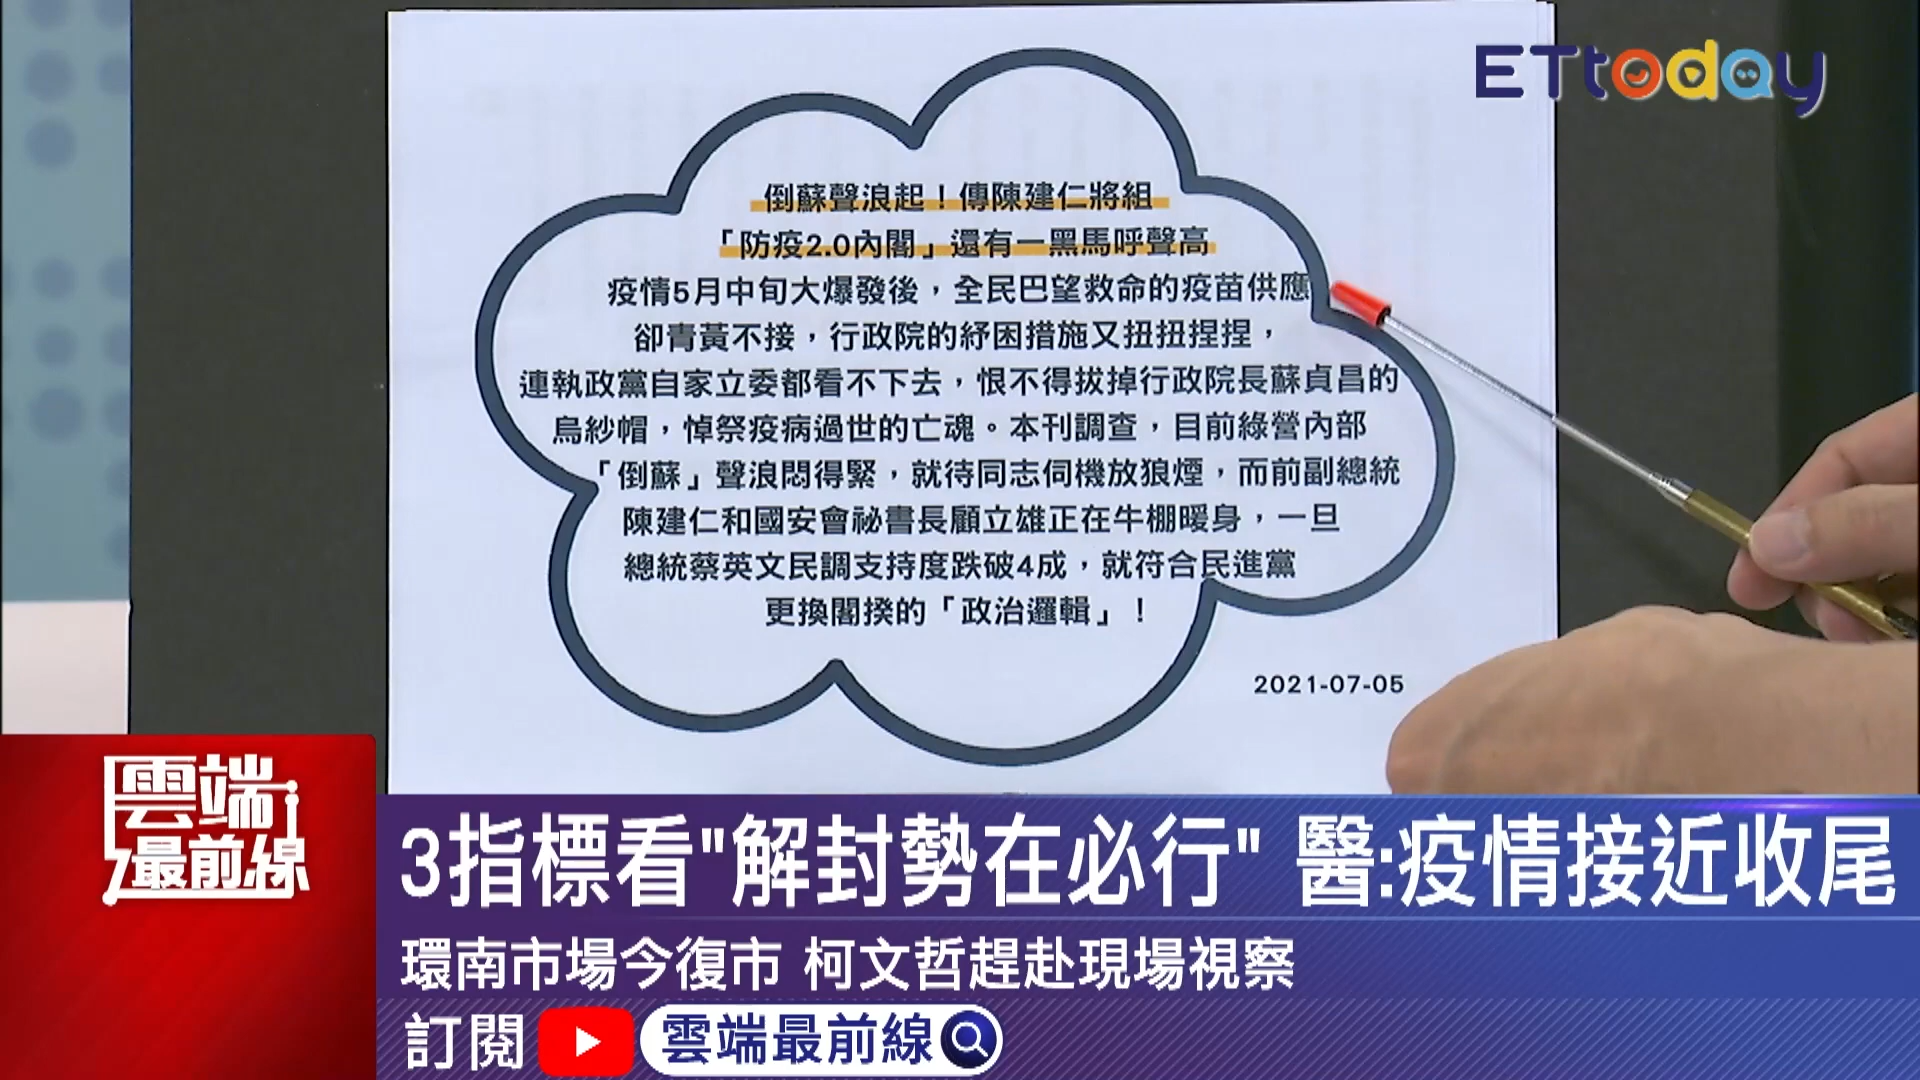 ETtoday
倒蘇聲浪起！傳陳建仁將組
「防疫2.0內閣」還有一黑馬呼聲高
疫情5月中旬大爆發後，全民巴望救命的疫苗供應
卻青黃不接，行政院的紓困措施又扭扭捏捏，
連執政黨自家立委都看不下去，恨不得拔掉行政院長蘇貞昌的
烏紗帽，悼祭疫病過世的亡魂。本刊調查，目前綠營內部
「倒蘇」聲浪悶得緊，就待同志伺機放狼煙，而前副總統
陳建仁和國安會祕書長顧立雄正在牛棚暖身，一旦
總統蔡英文民調支持度跌破4成，就符合民進黨
更換閣揆的「政治邏輯」！
2021-07-05
雲端
最前線
3指標看"解封勢在必行" 醫:疫情接近收尾
環南市場今復市 柯文哲趕赴現場視察
訂閱 雲端最前線